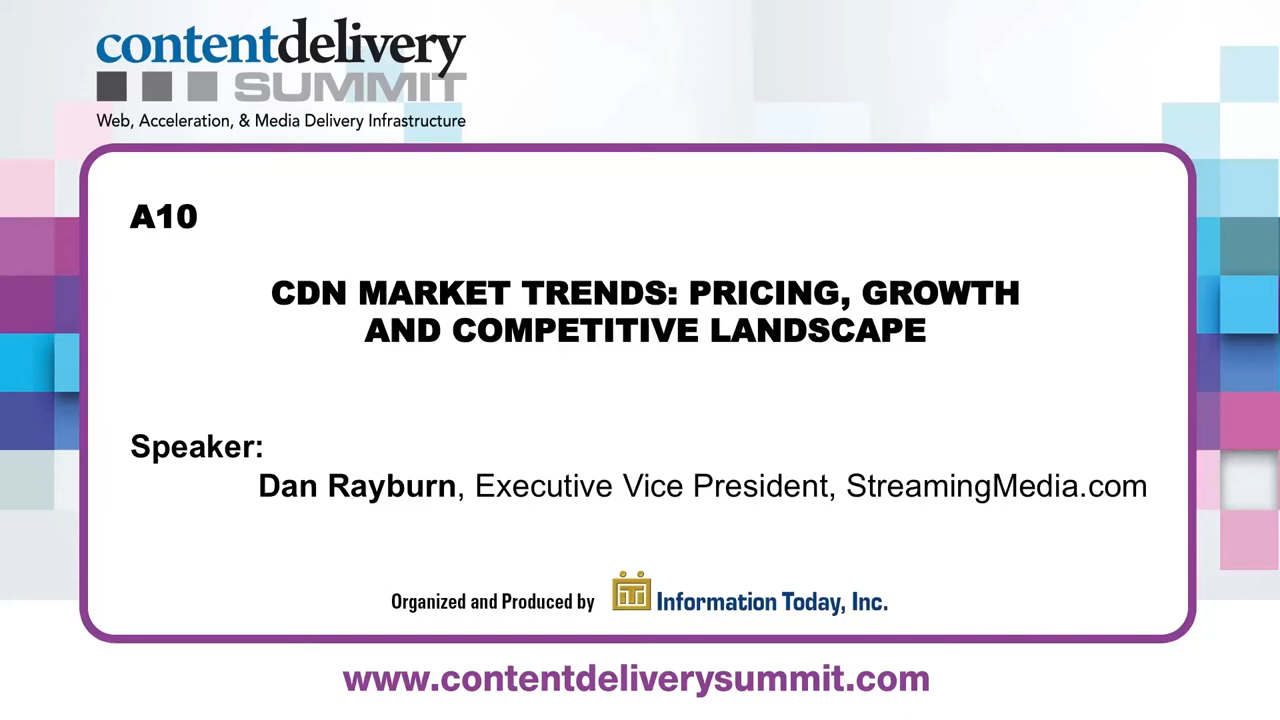 contentdelivery
SUMMIT
Web, Acceleration, & Media Delivery Infrastructure
A10
CDN MARKET TRENDS: PRICING, GROWTH
AND COMPETITIVE LANDSCAPE
Speaker:
Dan Rayburn, Executive Vice President, StreamingMedia.com
Organized and Produced by Information Today, Inc.
www.contentdeliverysummit.com